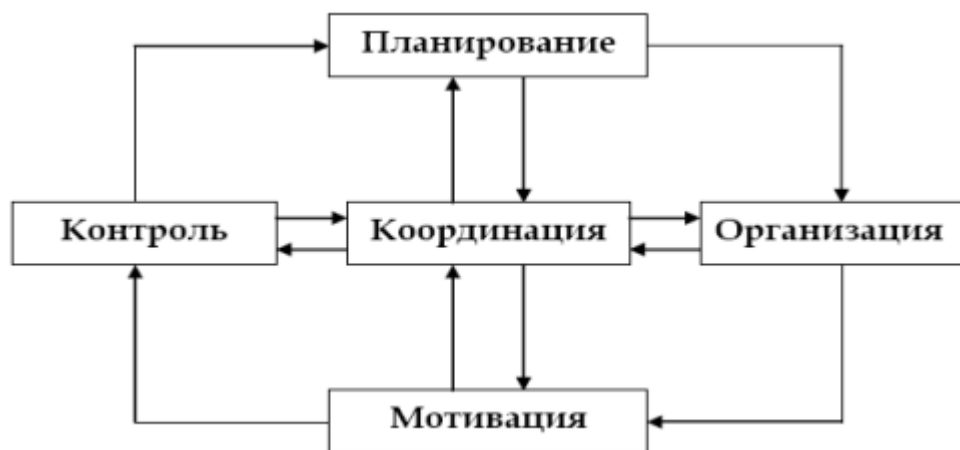 Планирование
Контроль
Координация
Организация
Мотивация